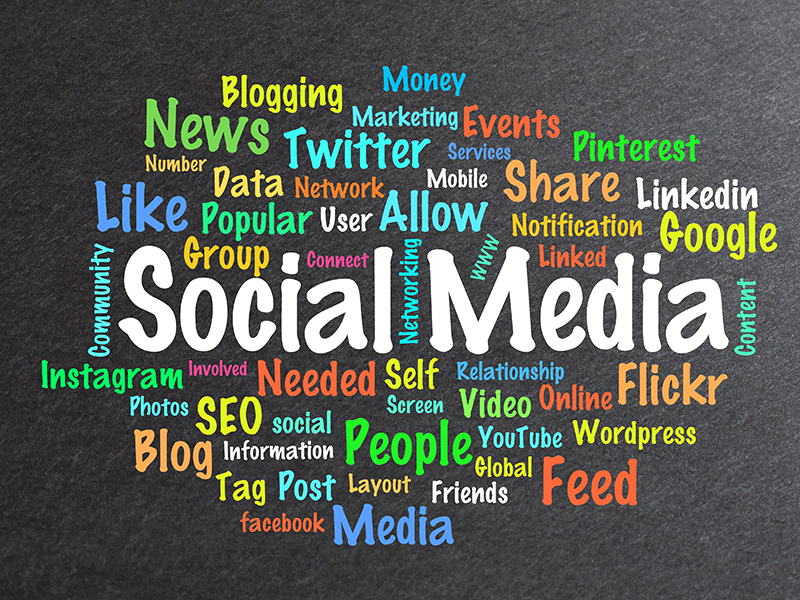 Money
Blogging
Marketing Events
News Twitter Services Pinterest
Number Data Network Mobile Share Linkedin
Like Popular User Allow Notification Google
Group Connect Networking www Linked
Community Social Media Content
Instagram Involved Needed Self Relationship Flickr
Photos SEO social Screen Video Online
Blog Information People YouTube Wordpress
Global
Tag Post Layout Friends Feed
facebook Media